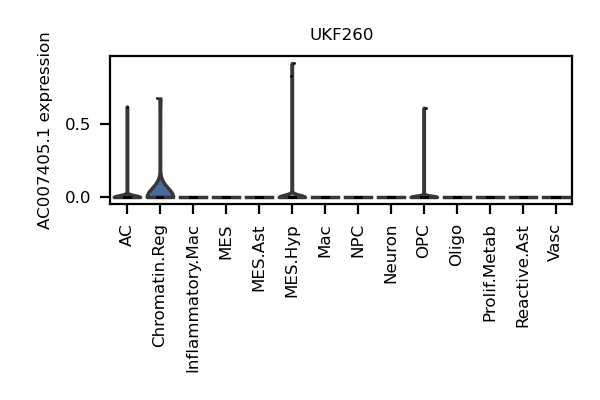 UKF260
AC007405.1 expression
0.5
0.0
AC
Chromatin.Reg
Inflammatory.Mac
MES
MES.Ast
MES.Hyp
Mac
NPC
Neuron
OPC
Oligo
Prolif.Metab
Reactive.Ast
Vasc